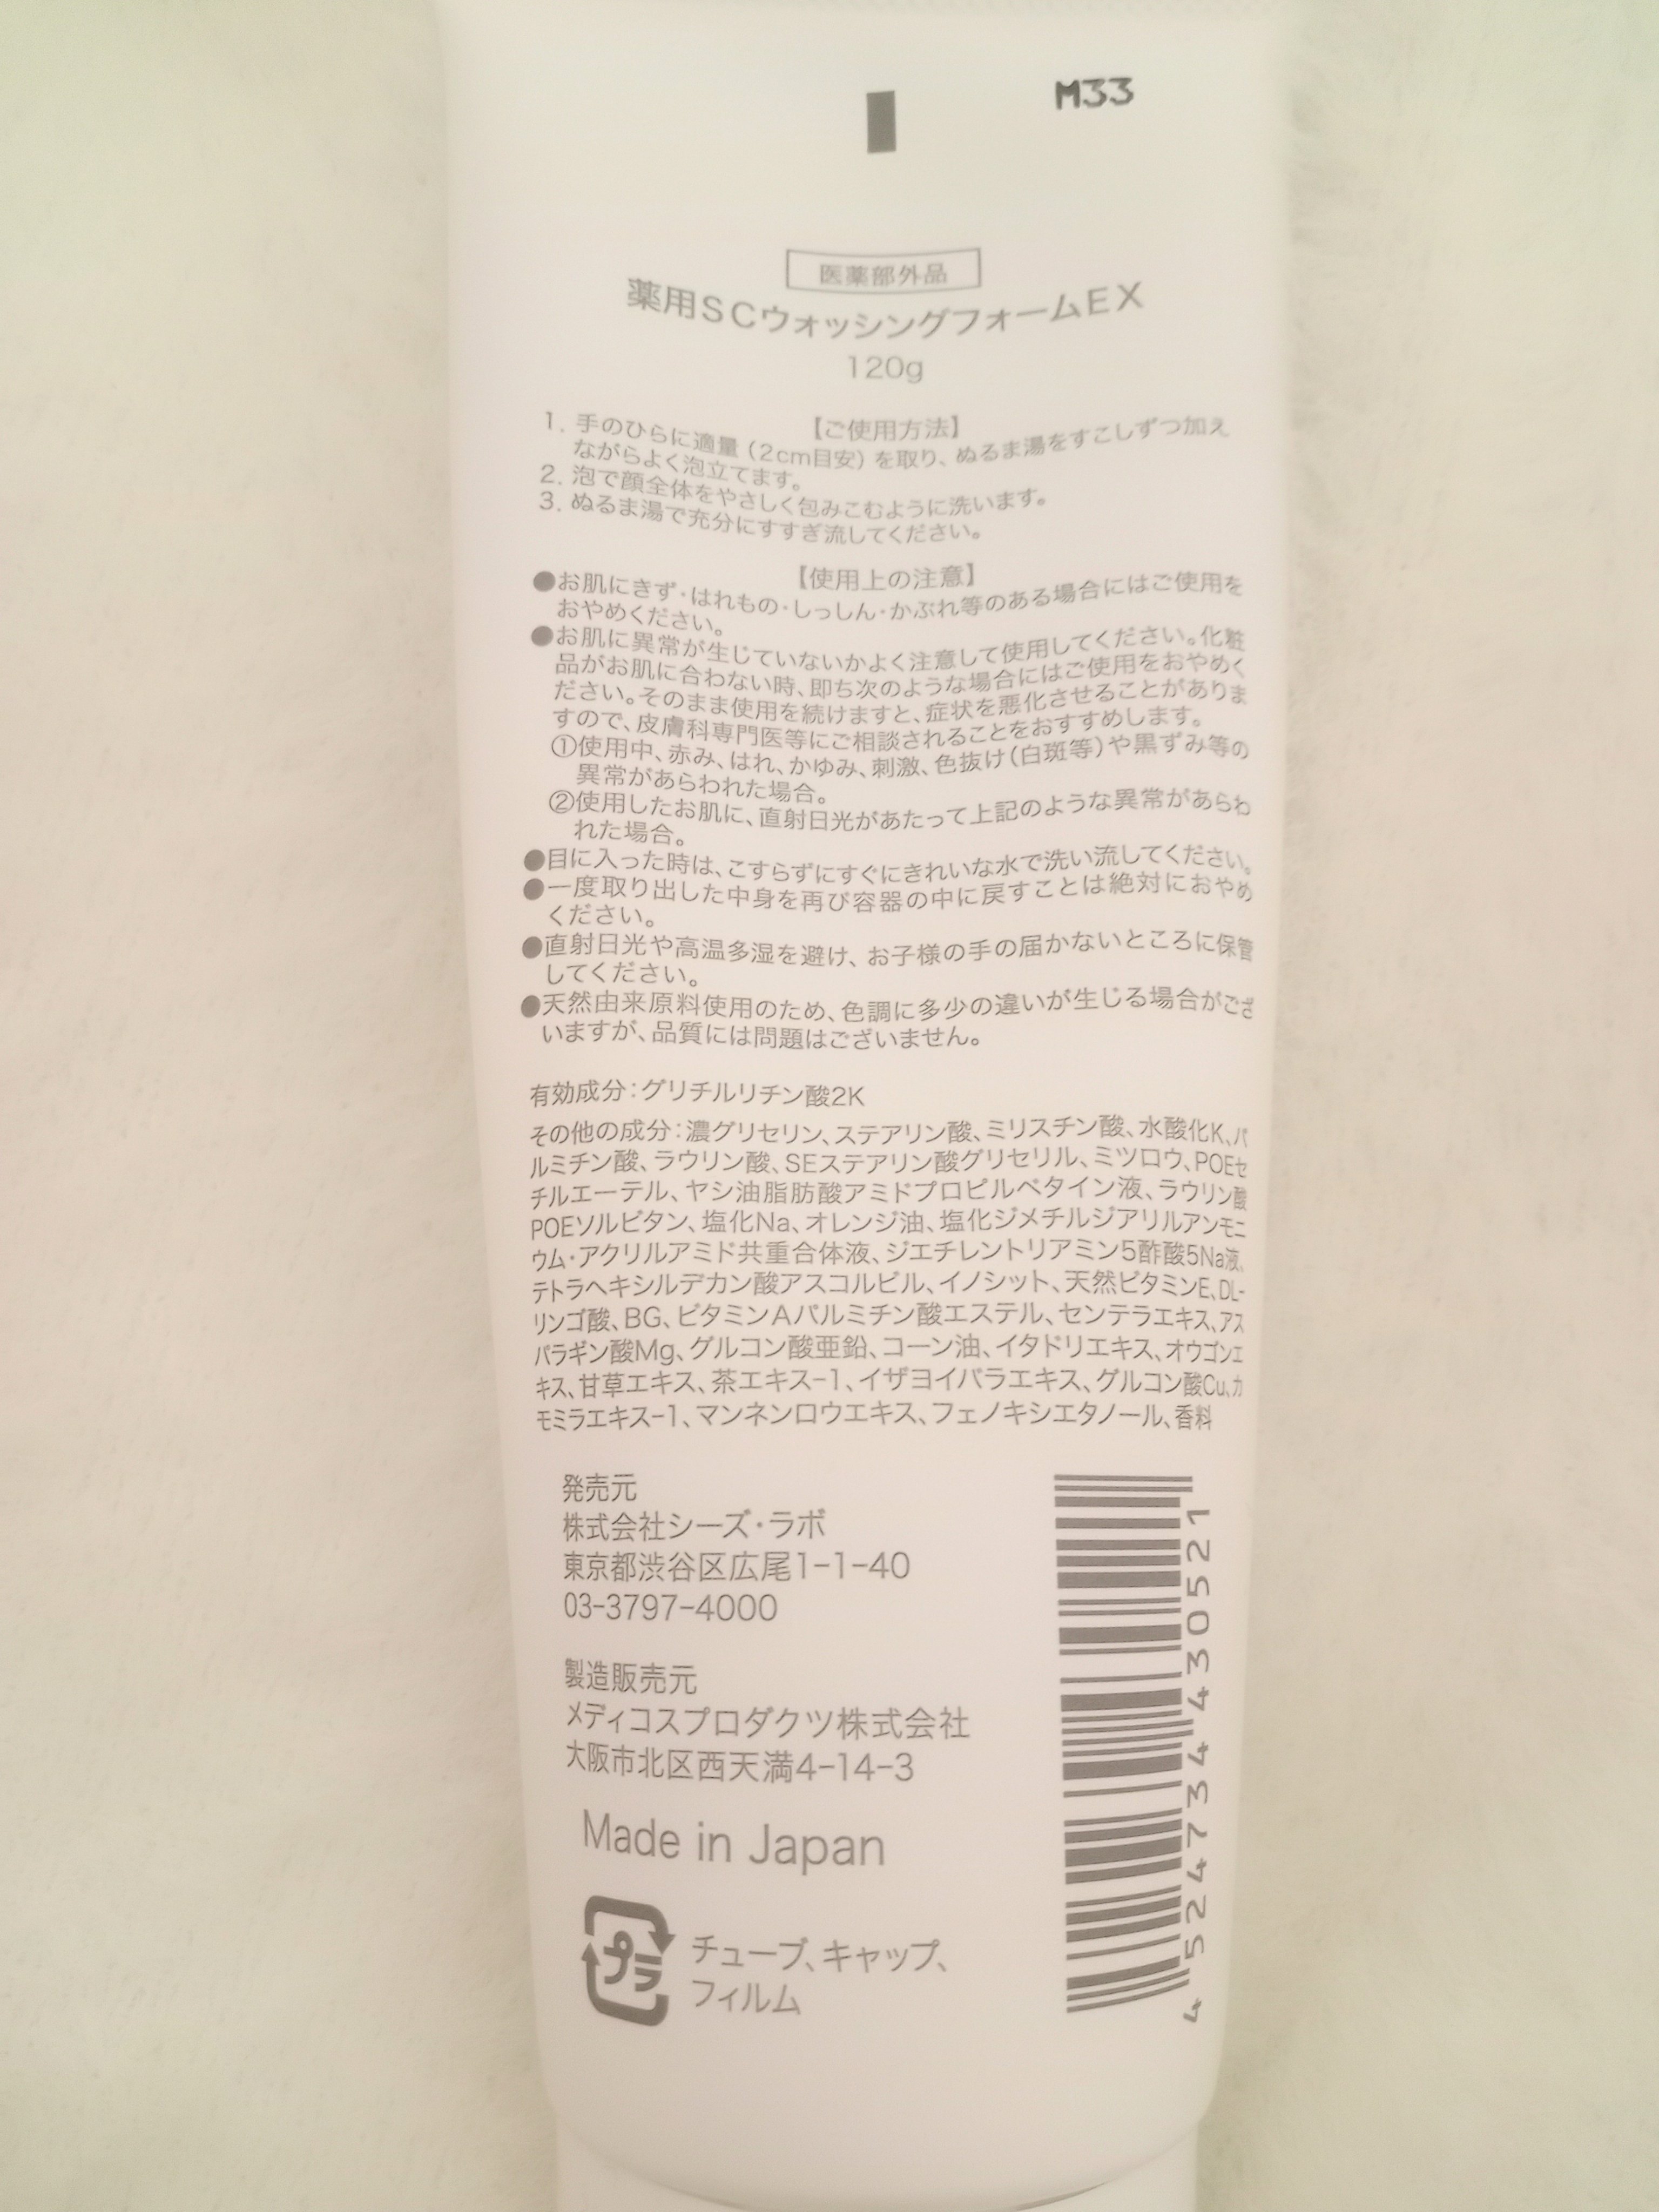 M33
医薬部外品
薬用SCウォッシングフォームEX
120g
【ご使用方法】
1. 手のひらに適量（2cm目安）を取り、ぬるま湯をすこしずつ加え
ながらよく泡立てます。
2. 泡で顔全体をやさしく包みこむように洗います。
3. ぬるま湯で充分にすすぎ流してください。
【使用上の注意】
●お肌にきず・はれもの・しっしん・かぶれ等のある場合にはご使用を
おやめください。
●お肌に異常が生じていないかよく注意して使用してください。化粧
品がお肌に合わない時、即ち次のような場合にはご使用をおやめく
ださい。そのまま使用を続けますと、症状を悪化させることがありま
すので、皮膚科専門医等にご相談されることをおすすめします。
①使用中、赤み、はれ、かゆみ、刺激、色抜け（白斑等）や黒ずみ等の
異常があらわれた場合。
②使用したお肌に、直射日光があたって上記のような異常があらわ
れた場合。
●目に入った時は、こすらずにすぐにきれいな水で洗い流してください。
●一度取り出した中身を再び容器の中に戻すことは絶対におやめ
ください。
●直射日光や高温多湿を避け、お子様の手の届かないところに保管
してください。
●天然由来原料使用のため、色調に多少の違いが生じる場合がござ
いますが、品質には問題はございません。
有効成分：グリチルリチン酸2K
その他の成分：濃グリセリン、ステアリン酸、ミリスチン酸、水酸化K、パ
ルミチン酸、ラウリン酸、SEステアリン酸グリセリル、ミツロウ、POEセ
チルエーテル、ヤシ油脂肪酸アミドプロピルベタイン液、ラウリン酸
POEソルビタン、塩化Na、オレンジ油、塩化ジメチルジアリルアンモニ
ウム・アクリルアミド共重合体液、ジエチレントリアミン5酢酸5Na液、
テトラヘキシルデカン酸アスコルビル、イノシット、天然ビタミンE、DL-
リンゴ酸、BG、ビタミンAパルミチン酸エステル、センテラエキス、アス
パラギン酸Mg、グルコン酸亜鉛、コーン油、イタドリエキス、オウゴンエ
キス、甘草エキス、茶エキス-1、イザヨイバラエキス、グルコン酸Cu、カ
モミラエキス-1、マンネンロウエキス、フェノキシエタノール、香料
発売元
株式会社シーズ・ラボ
東京都渋谷区広尾1-1-40
03-3797-4000
製造販売元
メディコスプロダクツ株式会社
大阪市北区西天満4-14-3
Made in Japan
プラ
チューブ、キャップ、
フィルム
4524734430521